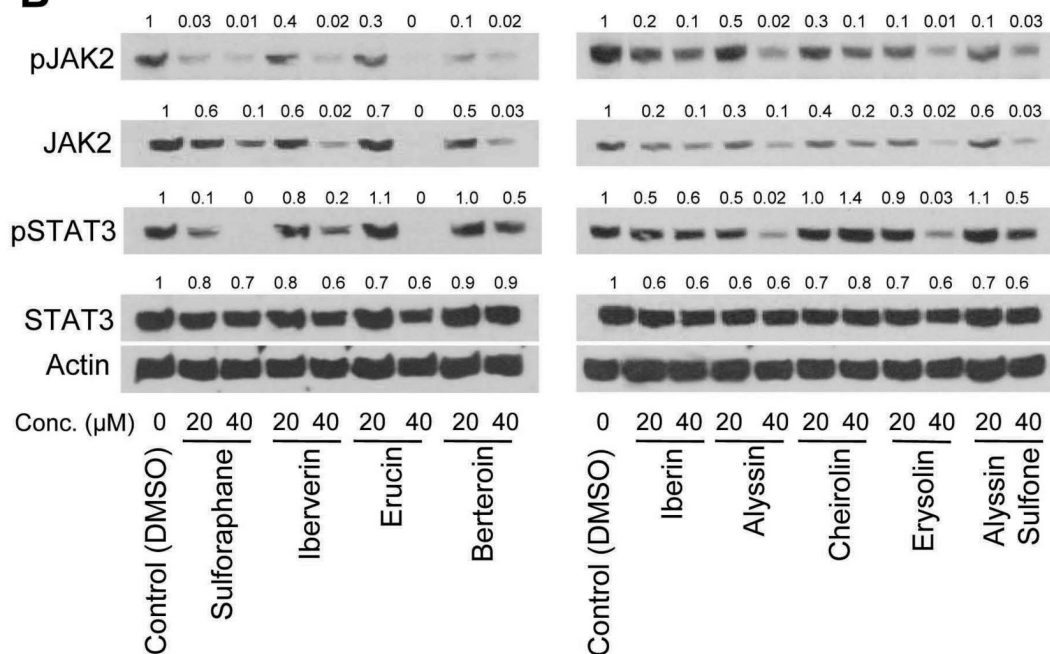 B
1 0.03 0.01 0.4 0.02 0.3 0 0.1 0.02 1 0.2 0.1 0.5 0.02 0.3 0.1 0.1 0.01 0.1 0.03
pJAK2
1 0.6 0.1 0.6 0.02 0.7 0 0.5 0.03 1 0.2 0.1 0.3 0.1 0.4 0.2 0.3 0.02 0.6 0.03
JAK2
1 0.1 0 0.8 0.2 1.1 0 1.0 0.5 1 0.5 0.6 0.5 0.02 1.0 1.4 0.9 0.03 1.1 0.5
pSTAT3
1 0.8 0.7 0.8 0.6 0.7 0.6 0.9 0.9 1 0.6 0.6 0.6 0.6 0.7 0.8 0.7 0.6 0.7 0.6
STAT3
Actin
Conc. (µM) 0 20 40 20 40 20 40 20 40 0 20 40 20 40 20 40 20 40 20 40
Control (DMSO)
Sulforaphane
Iberverin
Erucin
Berteroin
Control (DMSO)
Iberin
Alyssin
Cheirolin
Erysolin
Alyssin
Sulfone